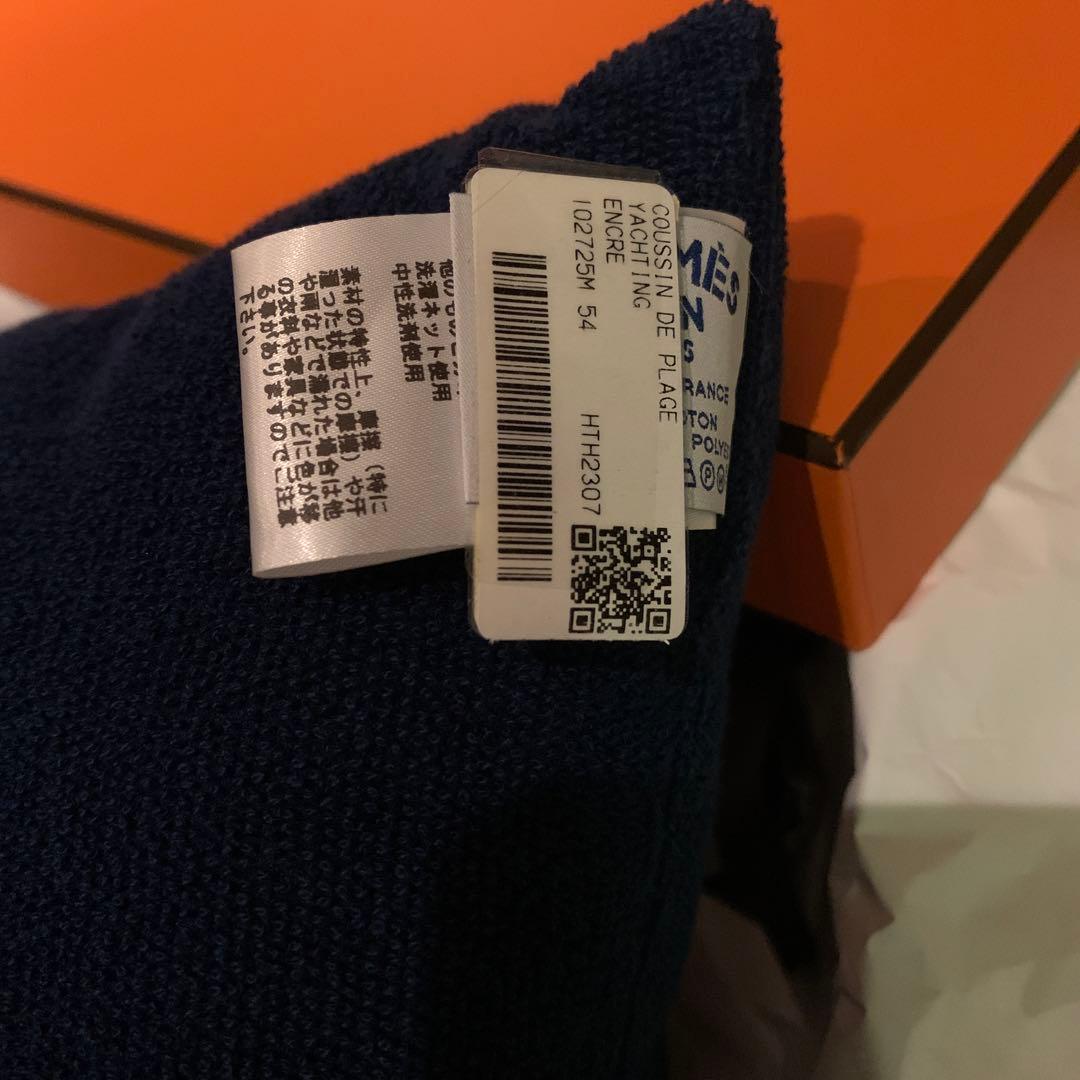 COUSSIN DE PLAGE
YACHTING
ENCRE
102725M 54
HTH2307
MÈS
S
RANCE
TON
POLYES
洗濯ネット使用
中性洗剤使用
素材の特性上、摩擦（特に
湿った状態での摩擦）や汗
や雨などで濡れた場合は他
の衣類や家具などに色が移
る事がありますのでご注意
下さい。